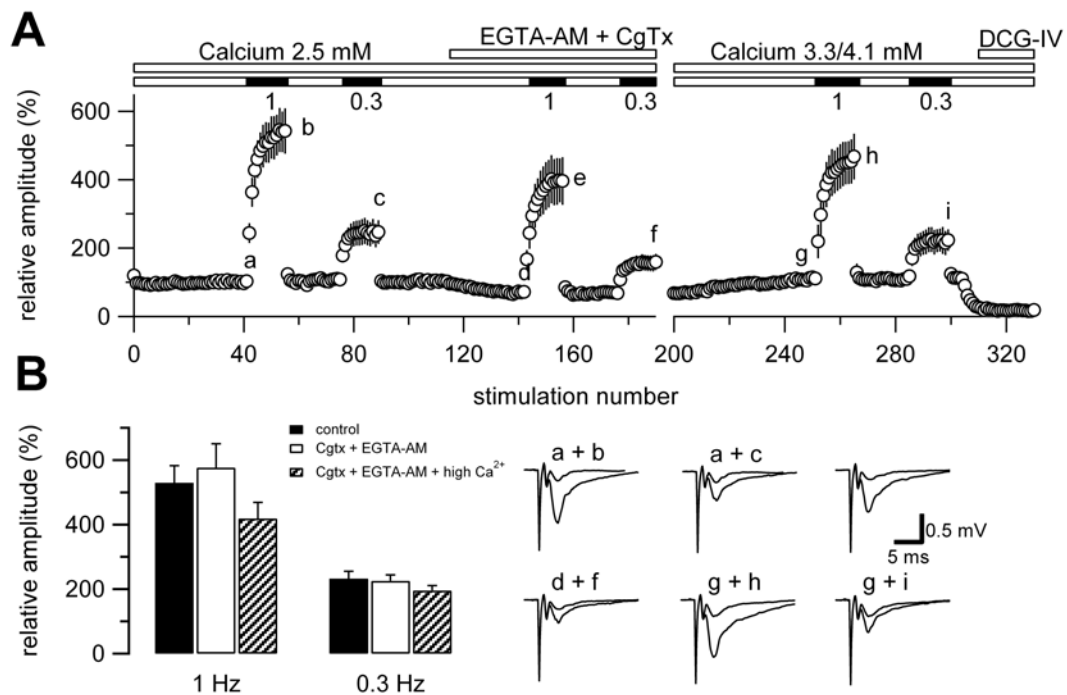 A
EGTA-AM + CgTx
DCG-IV
Calcium 2.5 mM
Calcium 3.3/4.1 mM
1 0.3 1 0.3 1 0.3
relative amplitude (%)
600
400
200
0
a b c d e f g h i
0 40 80 120 160 200 240 280 320
stimulation number
B
relative amplitude (%)
600
400
200
0
control
Cgtx + EGTA-AM
Cgtx + EGTA-AM + high Ca²⁺
1 Hz 0.3 Hz
a + b a + c
0.5 mV
5 ms
d + f g + h g + i